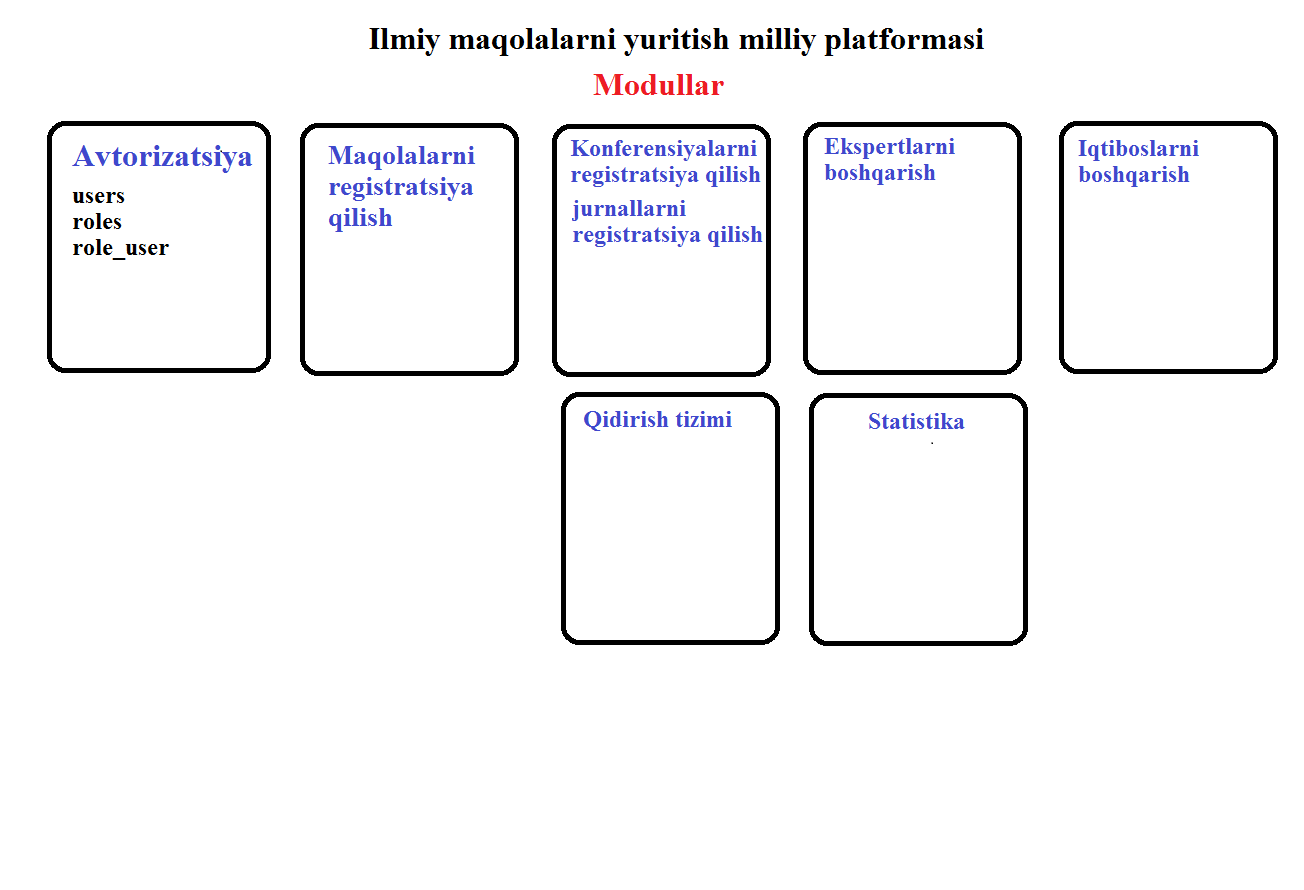 Ilmiy maqolalarni yuritish milliy platformasi
Modullar
Avtorizatsiya
users
roles
role_user
Maqolalarni
registratsiya
qilish
Konferensiyalarni
registratsiya qilish
jurnallarni
registratsiya qilish
Ekspertlarni
boshqarish
Iqtiboslarni
boshqarish
Qidirish tizimi
Statistika